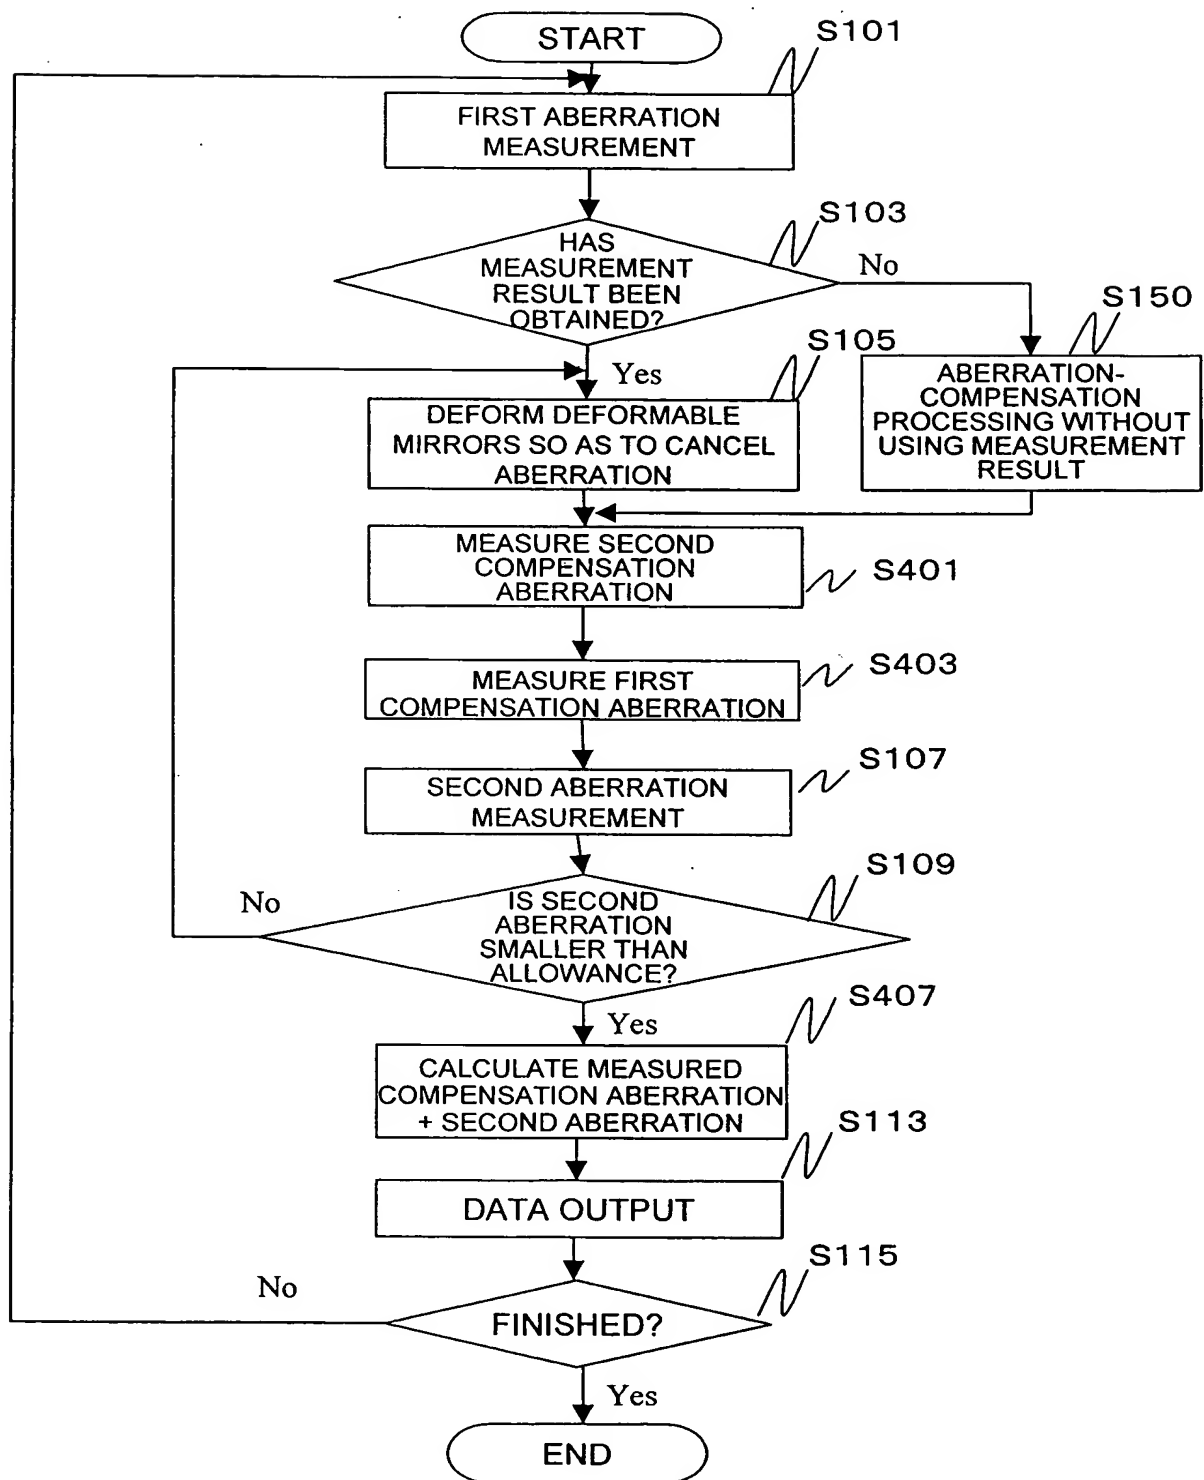 START
S101
FIRST ABERRATION
MEASUREMENT
S103
HAS
MEASUREMENT
RESULT BEEN
OBTAINED?
No
S150
ABERRATION-
COMPENSATION
PROCESSING WITHOUT
USING MEASUREMENT
RESULT
Yes
S105
DEFORM DEFORMABLE
MIRRORS SO AS TO CANCEL
ABERRATION
MEASURE SECOND
COMPENSATION
ABERRATION
S401
MEASURE FIRST
COMPENSATION ABERRATION
S403
SECOND ABERRATION
MEASUREMENT
S107
S109
No
IS SECOND
ABERRATION
SMALLER THAN
ALLOWANCE?
Yes
S407
CALCULATE MEASURED
COMPENSATION ABERRATION
+ SECOND ABERRATION
S113
DATA OUTPUT
S115
No
FINISHED?
Yes
END